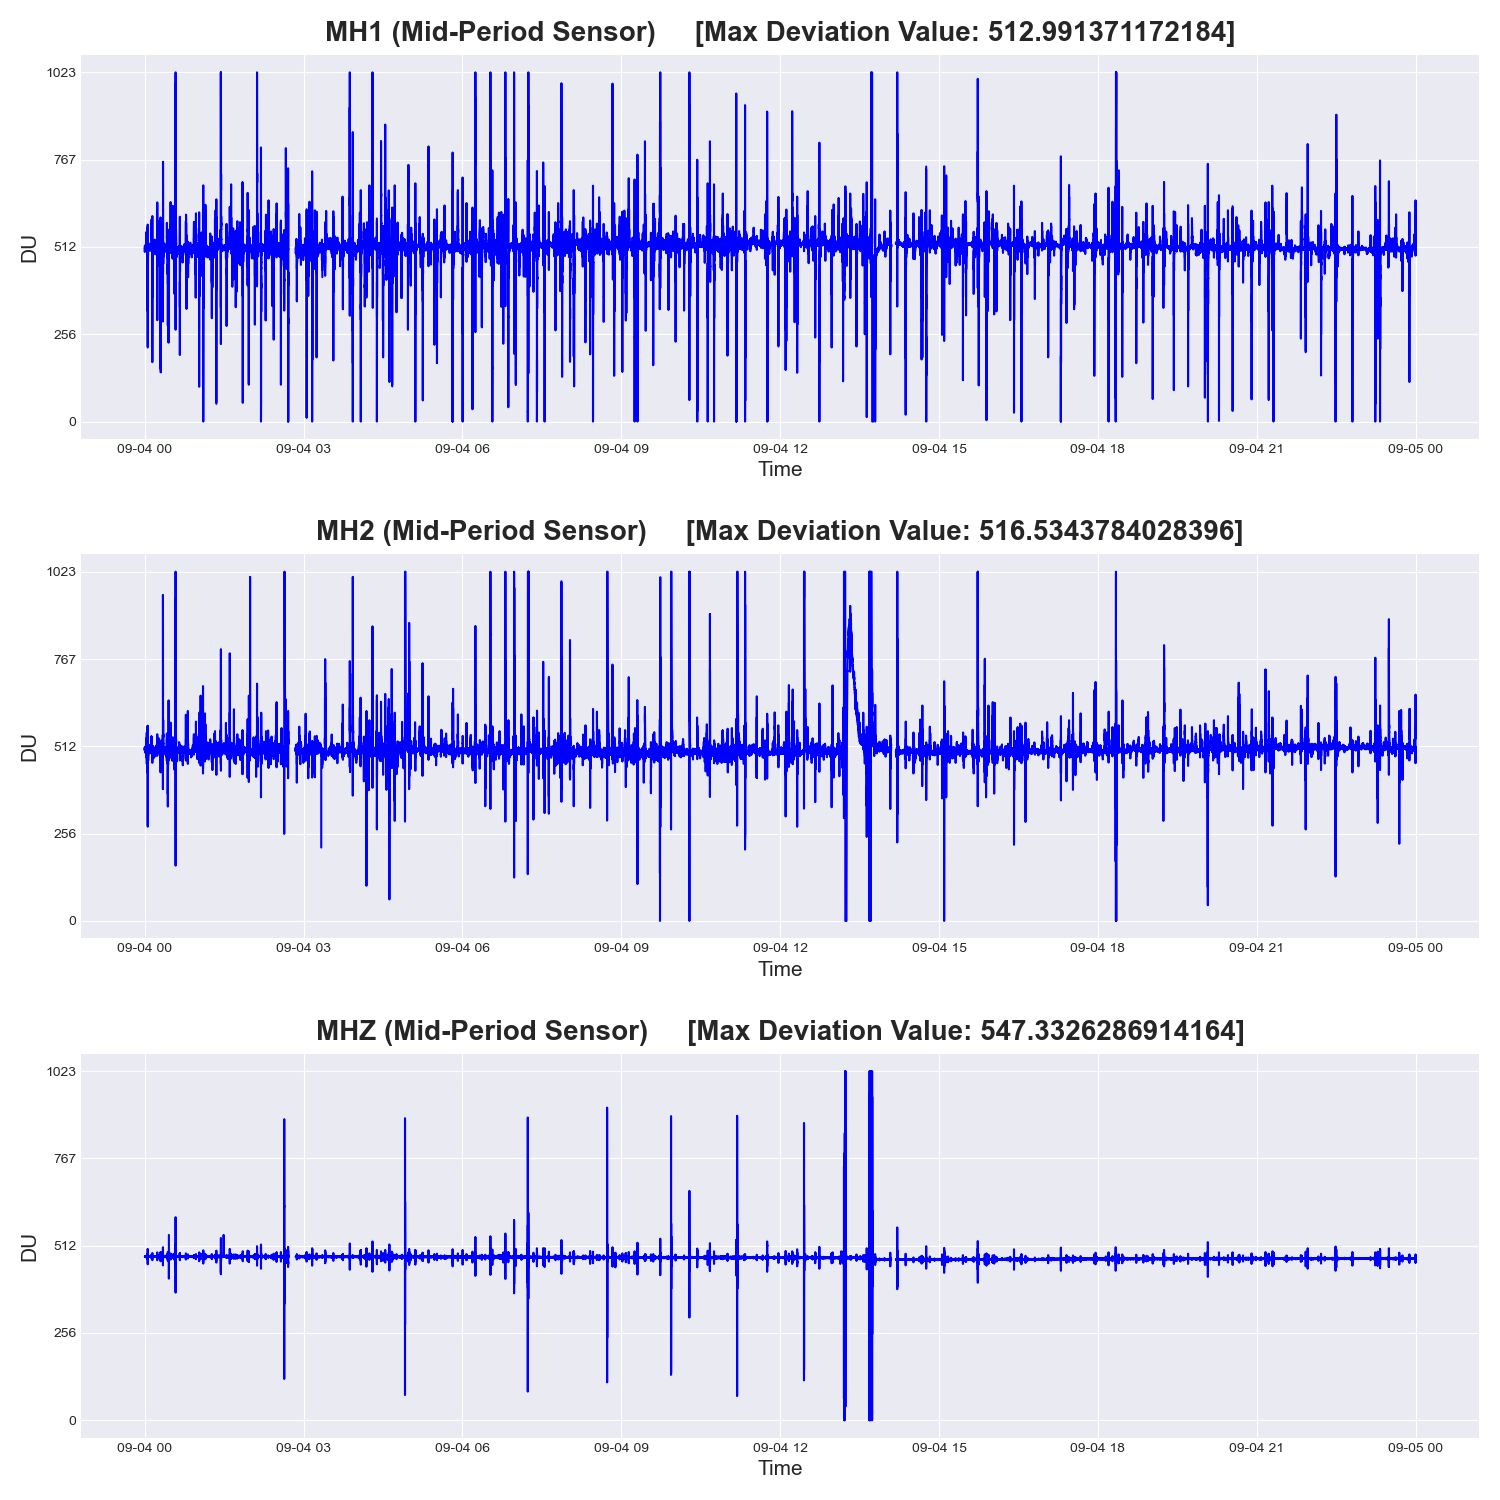 MH1 (Mid-Period Sensor)     [Max Deviation Value: 512.991371172184]
1023
767
512
256
0
DU
09-04 00 09-04 03 09-04 06 09-04 09 09-04 12 09-04 15 09-04 18 09-04 21 09-05 00
Time
MH2 (Mid-Period Sensor)     [Max Deviation Value: 516.5343784028396]
1023
767
512
256
0
DU
09-04 00 09-04 03 09-04 06 09-04 09 09-04 12 09-04 15 09-04 18 09-04 21 09-05 00
Time
MHZ (Mid-Period Sensor)     [Max Deviation Value: 547.3326286914164]
1023
767
512
256
0
DU
09-04 00 09-04 03 09-04 06 09-04 09 09-04 12 09-04 15 09-04 18 09-04 21 09-05 00
Time